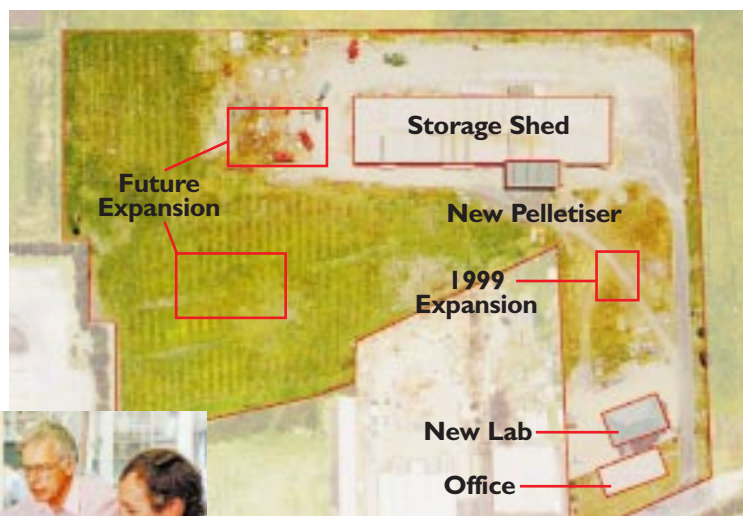 Storage Shed
Future
Expansion
New Pelletiser
1999
Expansion
New Lab
Office